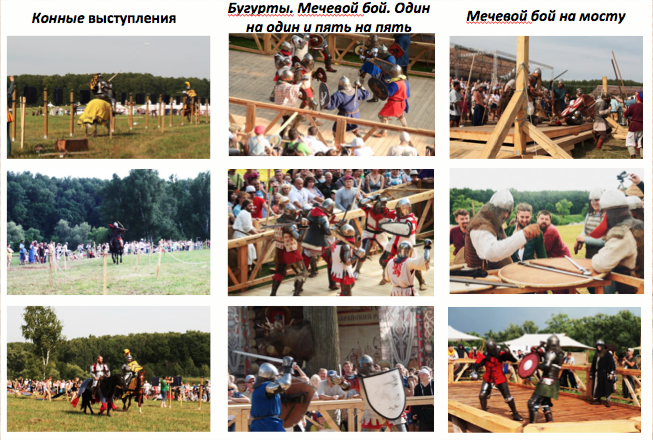 Конные выступления
Бугурты. Мечевой бой. Один
на один и пять на пять
Мечевой бой на мосту